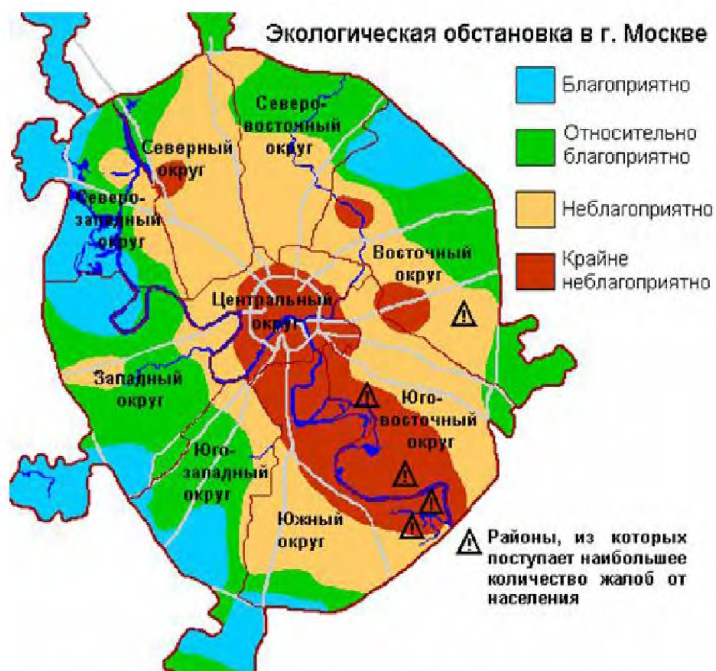 Экологическая обстановка в г. Москве
Благоприятно
Относительно
благоприятно
Неблагоприятно
Крайне
неблагоприятно
Северо-
восточный
округ
Северный
округ
Северо-
западный
округ
Восточный
округ
Центральный
округ
Западный
округ
Юго-
восточный
округ
Юго-
западный
округ
Южный
округ
Районы, из которых
поступает наибольшее
количество жалоб от
населения